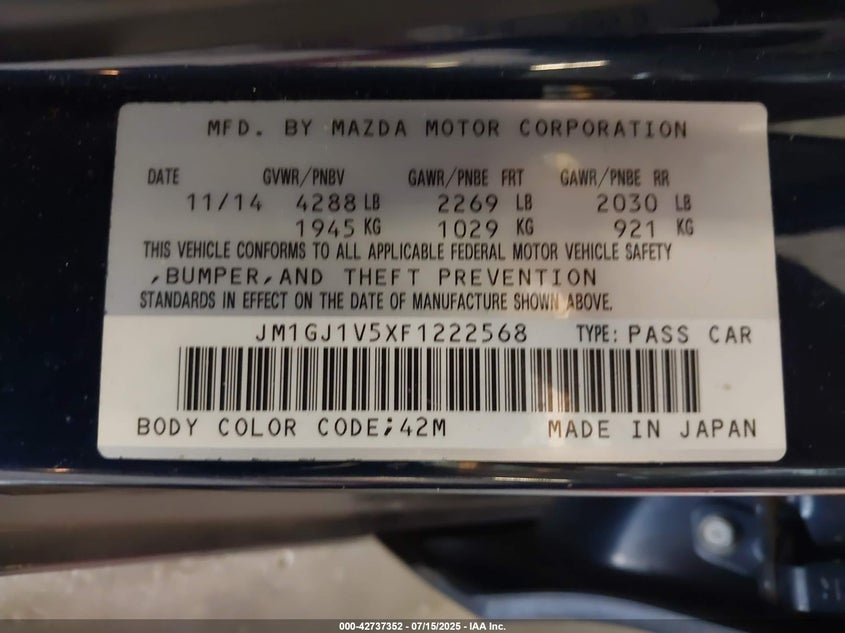 MFD. BY MAZDA MOTOR CORPORATION
DATE GVWR/PNBV GAWR/PNBE FRT GAWR/PNBE RR
11/14 4288 LB 2269 LB 2030 LB
1945 KG 1029 KG 921 KG
THIS VEHICLE CONFORMS TO ALL APPLICABLE FEDERAL MOTOR VEHICLE SAFETY
,BUMPER,AND THEFT PREVENTION
STANDARDS IN EFFECT ON THE DATE OF MANUFACTURE SHOWN ABOVE.
JM1GJ1V5XF1222568 TYPE: PASS CAR
BODY COLOR CODE;42M MADE IN JAPAN
000-42737352 - 07/15/2025 - IAA Inc.